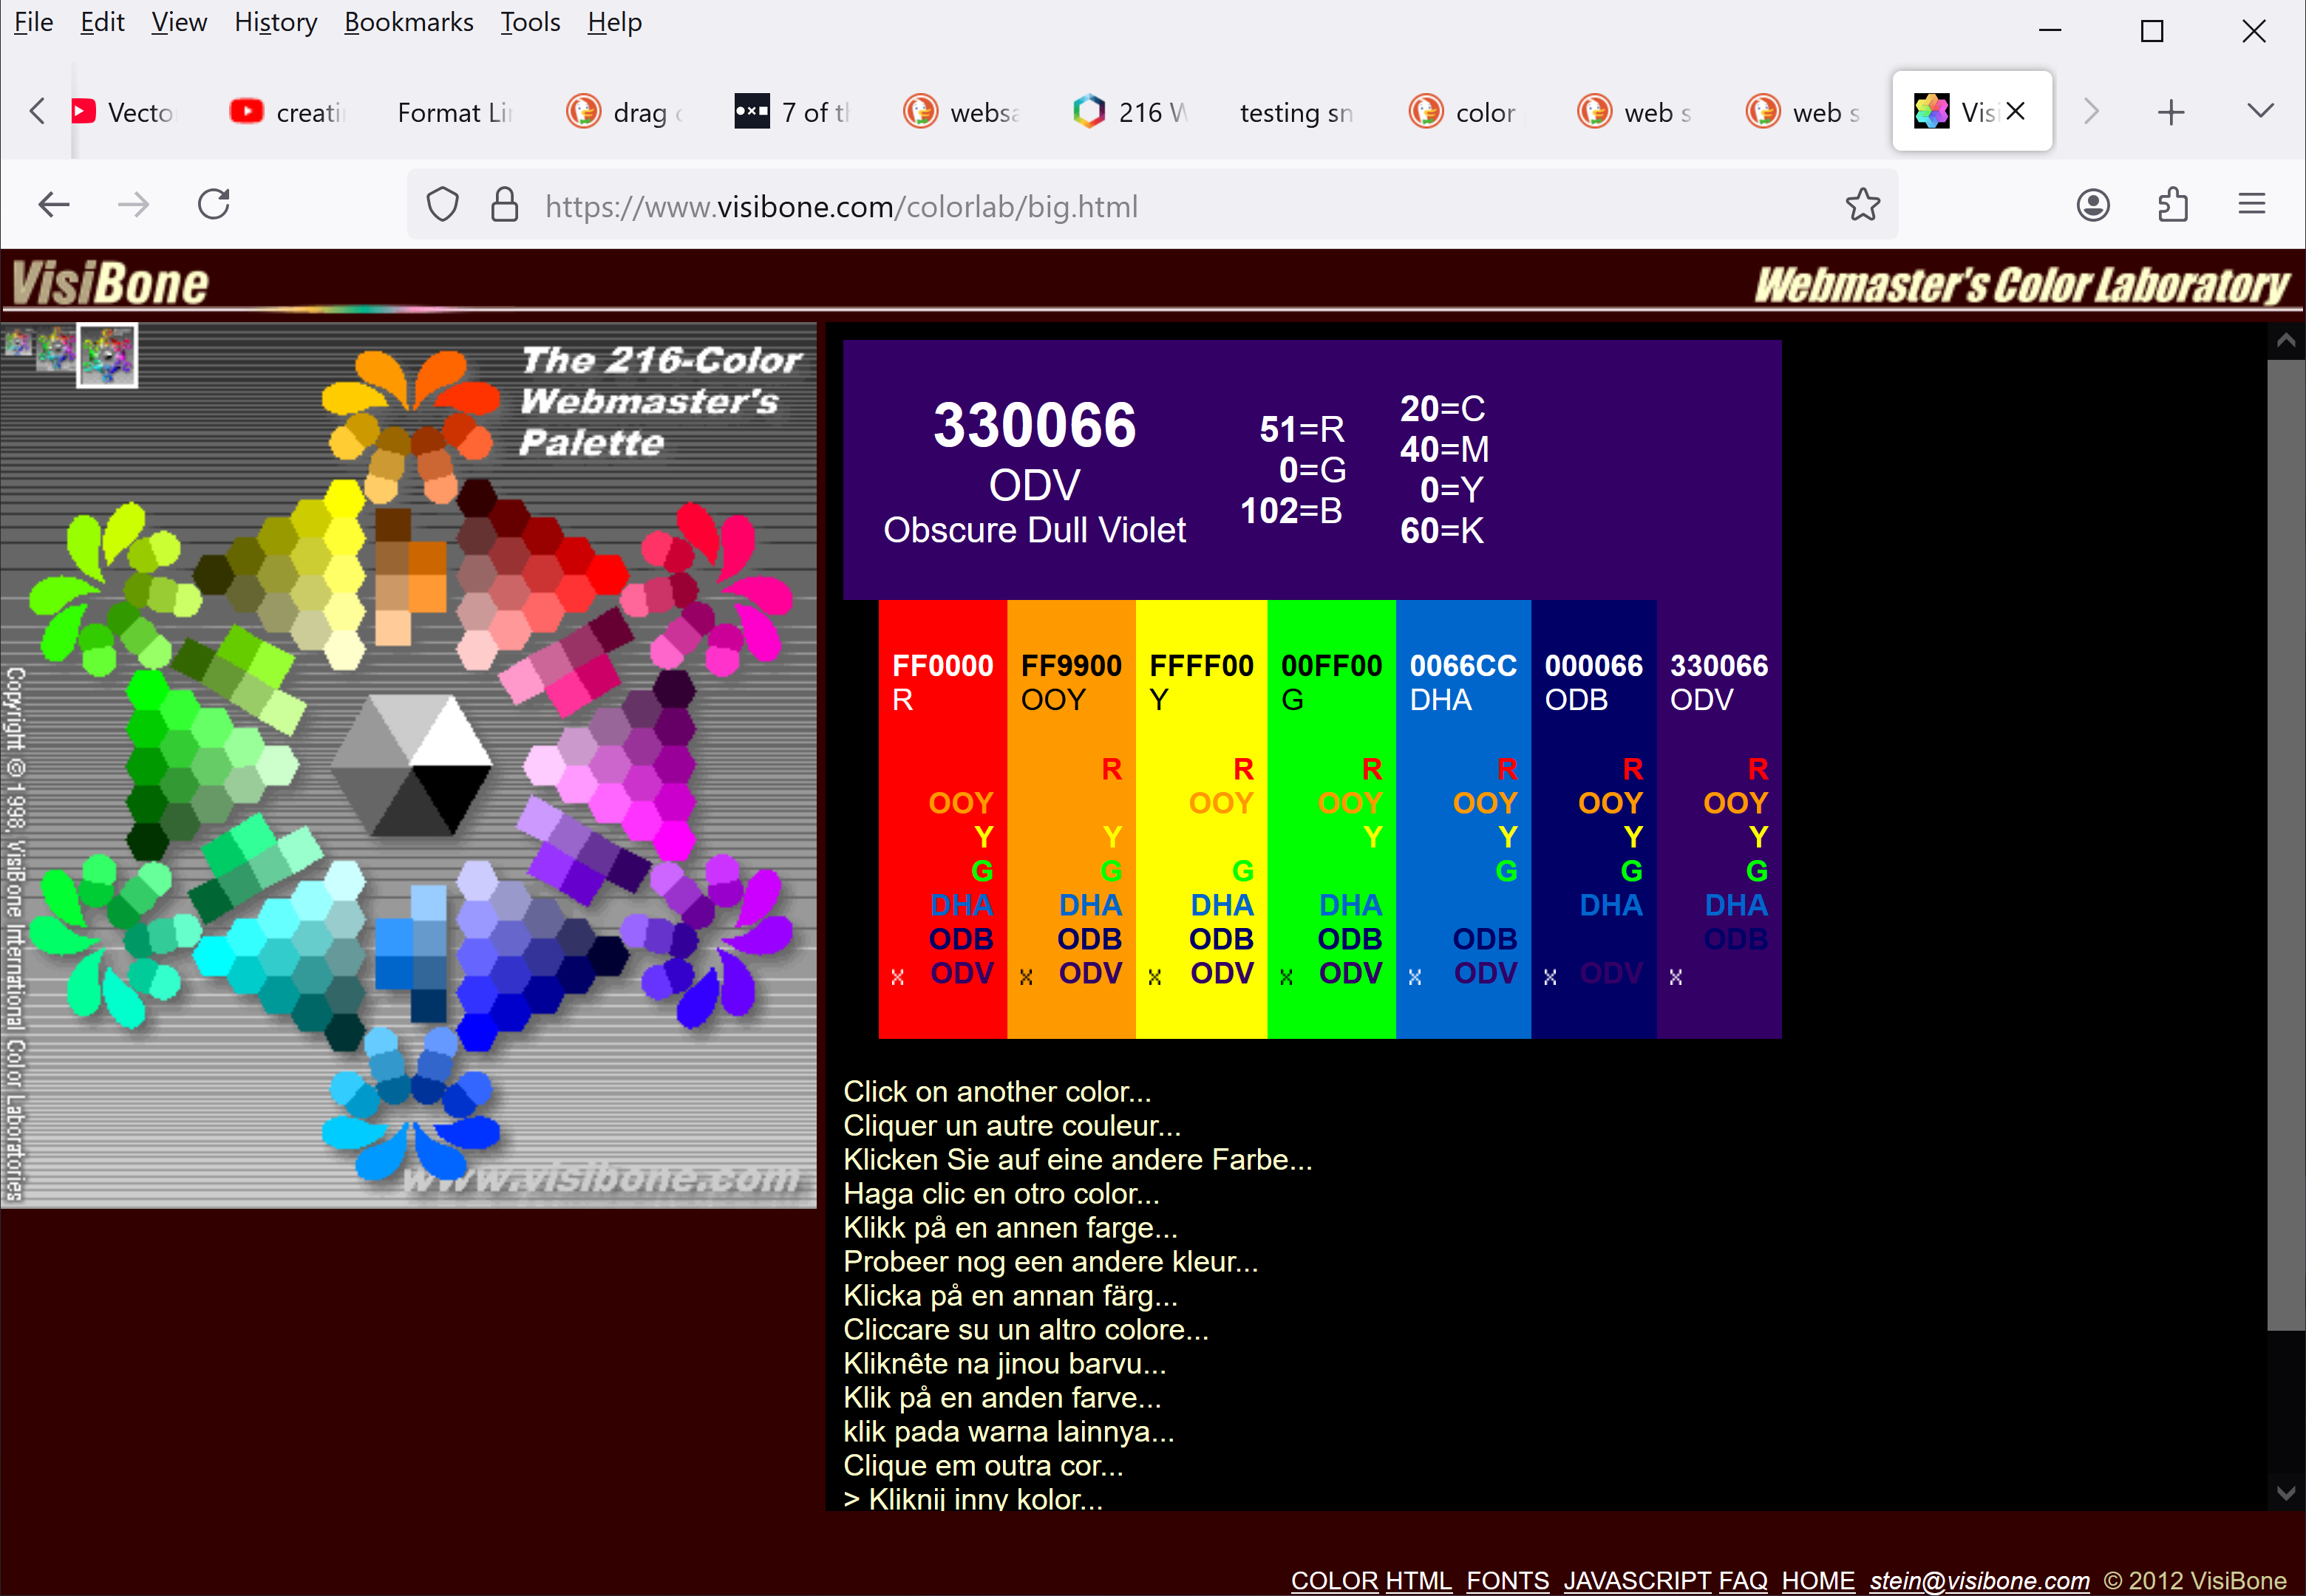 File Edit View History Bookmarks Tools Help
Vecto creati Format Li drag 7 of th websa 216 W testing sn color web s web s Visi
https://www.visibone.com/colorlab/big.html
VisiBone
Webmaster's Color Laboratory
The 216-Color
Webmaster's
Palette
Copyright © 1998, VisiBone International Color Laboratories
www.visibone.com
330066
ODV
Obscure Dull Violet
51=R
0=G
102=B
20=C
40=M
0=Y
60=K
FF0000 FF9900 FFFF00 00FF00 0066CC 000066 330066
R OOY Y G DHA ODB ODV
R R R R R R
OOY OOY OOY OOY OOY OOY
Y Y Y Y Y Y
G G G G G G
DHA DHA DHA DHA DHA DHA
ODB ODB ODB ODB ODB ODB
X ODV X ODV X ODV X ODV X ODV X ODV X
Click on another color...
Cliquer un autre couleur...
Klicken Sie auf eine andere Farbe...
Haga clic en otro color...
Klikk på en annen farge...
Probeer nog een andere kleur...
Klicka på en annan färg...
Cliccare su un altro colore...
Kliknête na jinou barvu...
Klik på en anden farve...
klik pada warna lainnya...
Clique em outra cor...
> Kliknij inny kolor...
COLOR HTML FONTS JAVASCRIPT FAQ HOME stein@visibone.com © 2012 VisiBone